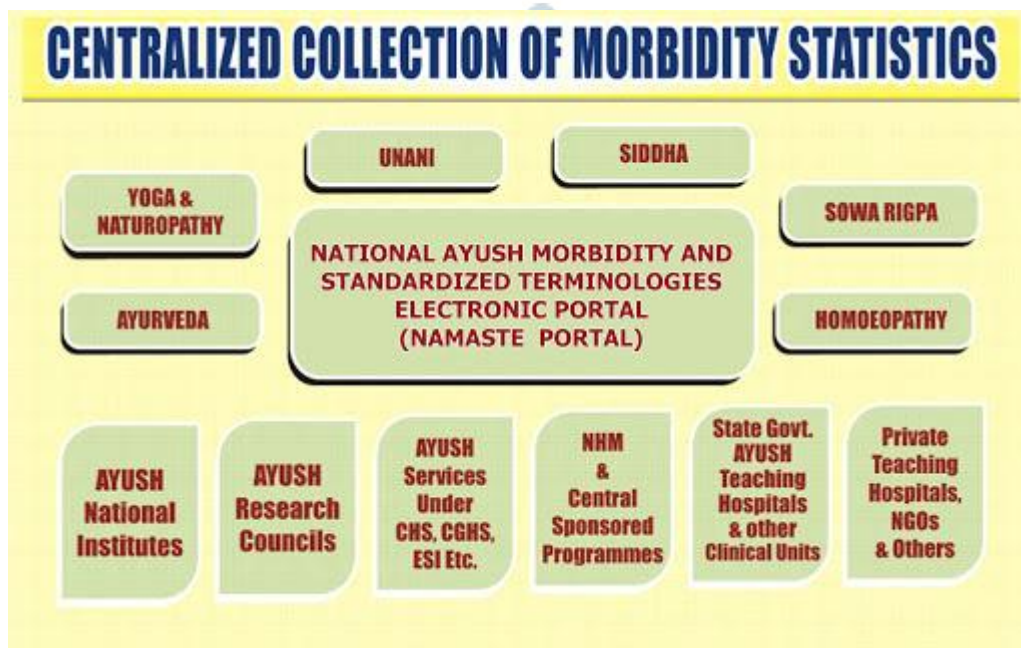 CENTRALIZED COLLECTION OF MORBIDITY STATISTICS
UNANI
SIDDHA
YOGA &
NATUROPATHY
SOWA RIGPA
NATIONAL AYUSH MORBIDITY AND
STANDARDIZED TERMINOLOGIES
ELECTRONIC PORTAL
(NAMASTE PORTAL)
AYURVEDA
HOMOEOPATHY
AYUSH
National
Institutes
AYUSH
Research
Councils
AYUSH
Services
Under
CHS, CGHS,
ESI Etc.
NHM
&
Central
Sponsored
Programmes
State Govt.
AYUSH
Teaching
Hospitals
& other
Clinical Units
Private
Teaching
Hospitals,
NGOs
& Others